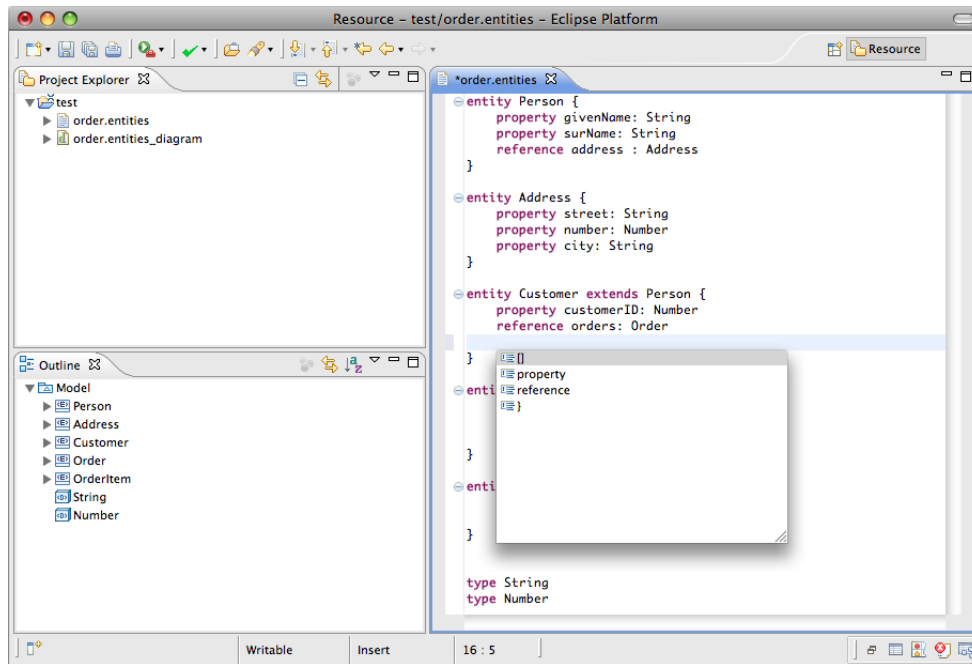 Resource – test/order.entities – Eclipse Platform
Resource
Project Explorer
test
order.entities
order.entities_diagram
Outline
Model
Person
Address
Customer
Order
OrderItem
String
Number
*order.entities
entity Person {
property givenName: String
property surName: String
reference address : Address
}
entity Address {
property street: String
property number: Number
property city: String
}
entity Customer extends Person {
property customerID: Number
reference orders: Order
}
[]
property
reference
}
enti
}
enti
}
type String
type Number
Writable
Insert
16 : 5